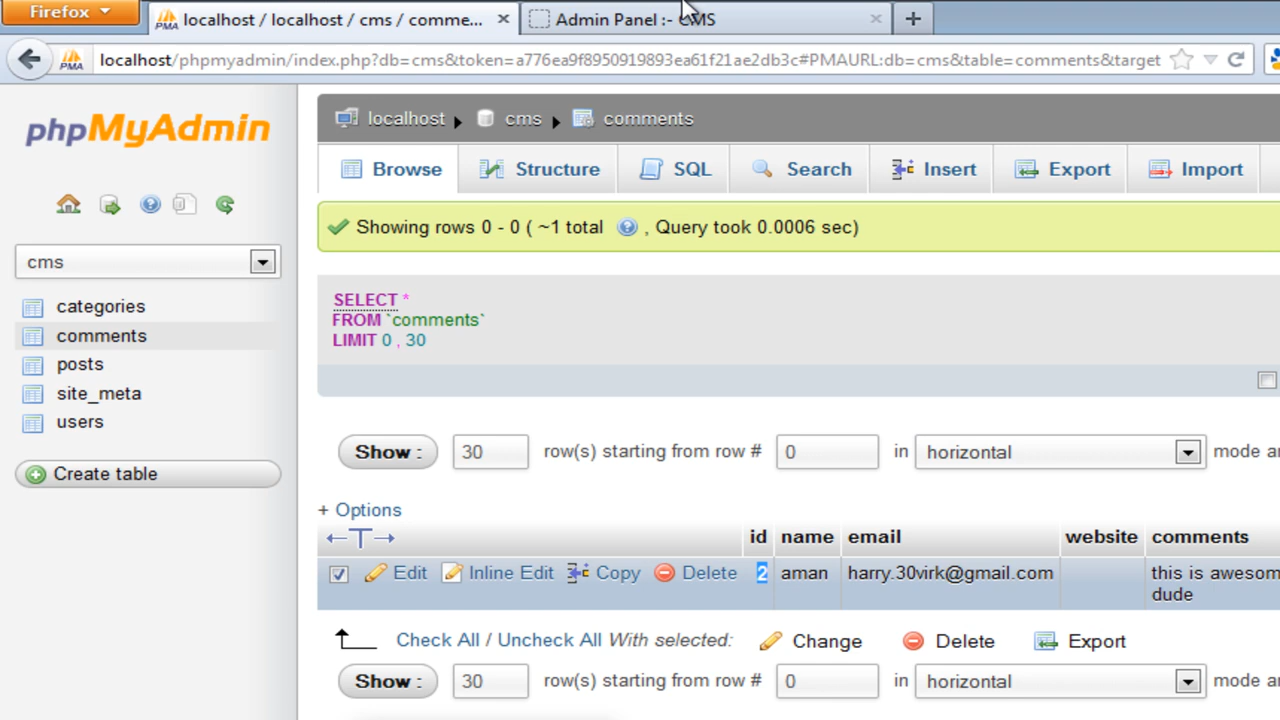 Firefox
localhost / localhost / cms / comme...
Admin Panel :- CMS
localhost/phpmyadmin/index.php?db=cms&token=a776ea9f8950919893ea61f21ae2db3c#PMAURL:db=cms&table=comments&target
phpMyAdmin
localhost cms comments
Browse Structure SQL Search Insert Export Import
Showing rows 0 - 0 ( ~1 total , Query took 0.0006 sec)
cms
SELECT *
FROM `comments`
LIMIT 0 , 30
categories
comments
posts
site_meta
users
Create table
Show : 30 row(s) starting from row # 0 in horizontal mode
+ Options
id name email website comments
Edit Inline Edit Copy Delete 2 aman harry.30virk@gmail.com this is awesom
dude
Check All / Uncheck All With selected: Change Delete Export
Show : 30 row(s) starting from row # 0 in horizontal mode